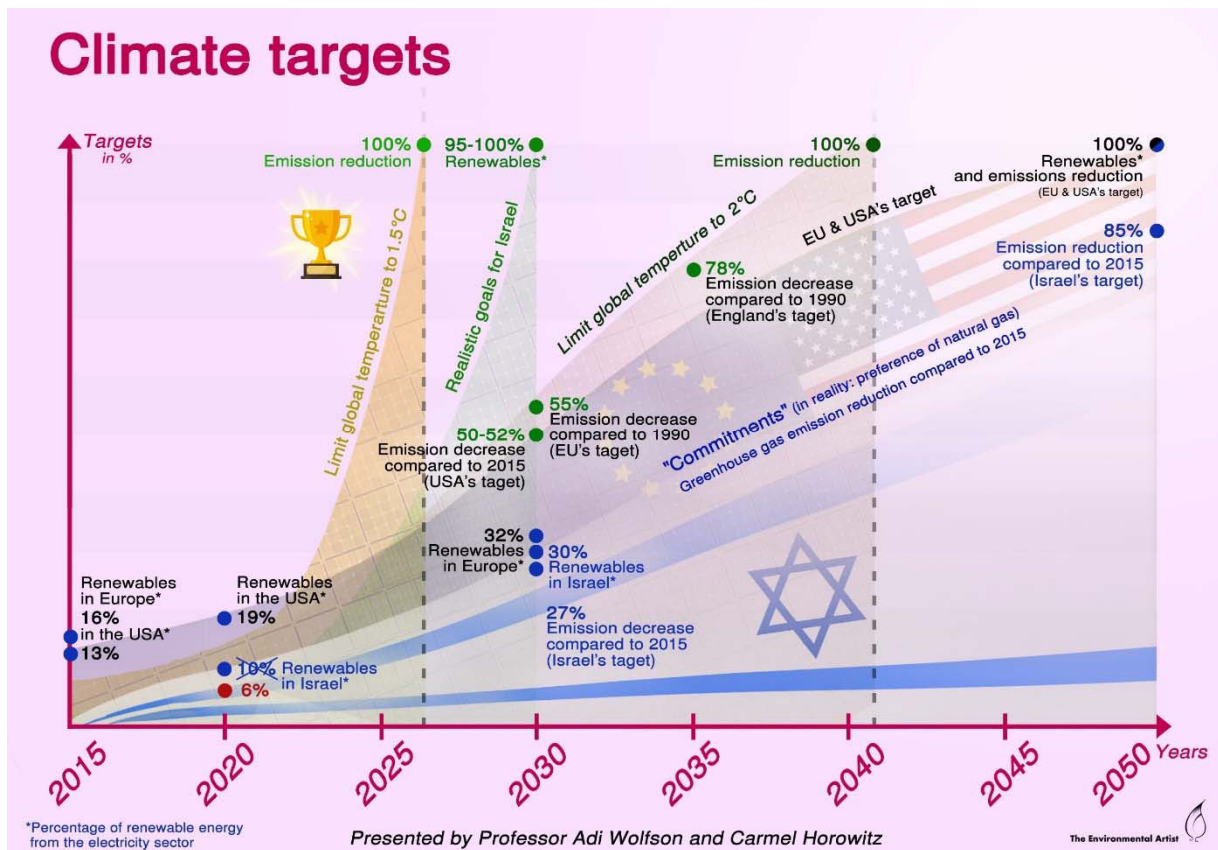 Climate targets
Targets
in %
100%
Emission reduction
95-100%
Renewables*
100%
Emission reduction
100%
Renewables*
and emissions reduction
(EU & USA's target)
85%
Emission reduction
compared to 2015
(Israel's target)
Limit global temperarture to 1.5°C
Realistic goals for Israel
Limit global temperture to 2°C
EU & USA's target
78%
Emission decrease
compared to 1990
(England's taget)
"Commitments" (in reality: preference of natural gas)
Greenhouse gas emission reduction compared to 2015
55%
Emission decrease
compared to 1990
(EU's taget)
50-52%
Emission decrease
compared to 2015
(USA's taget)
32%
Renewables
in Europe*
30%
Renewables
in Israel*
27%
Emission decrease
compared to 2015
(Israel's taget)
Renewables
in Europe*
16%
in the USA*
13%
Renewables
in the USA*
19%
10% Renewables
in Israel*
6%
2015
2020
2025
2030
2035
2040
2045
2050
Years
*Percentage of renewable energy
from the electricity sector
Presented by Professor Adi Wolfson and Carmel Horowitz
The Environmental Artist